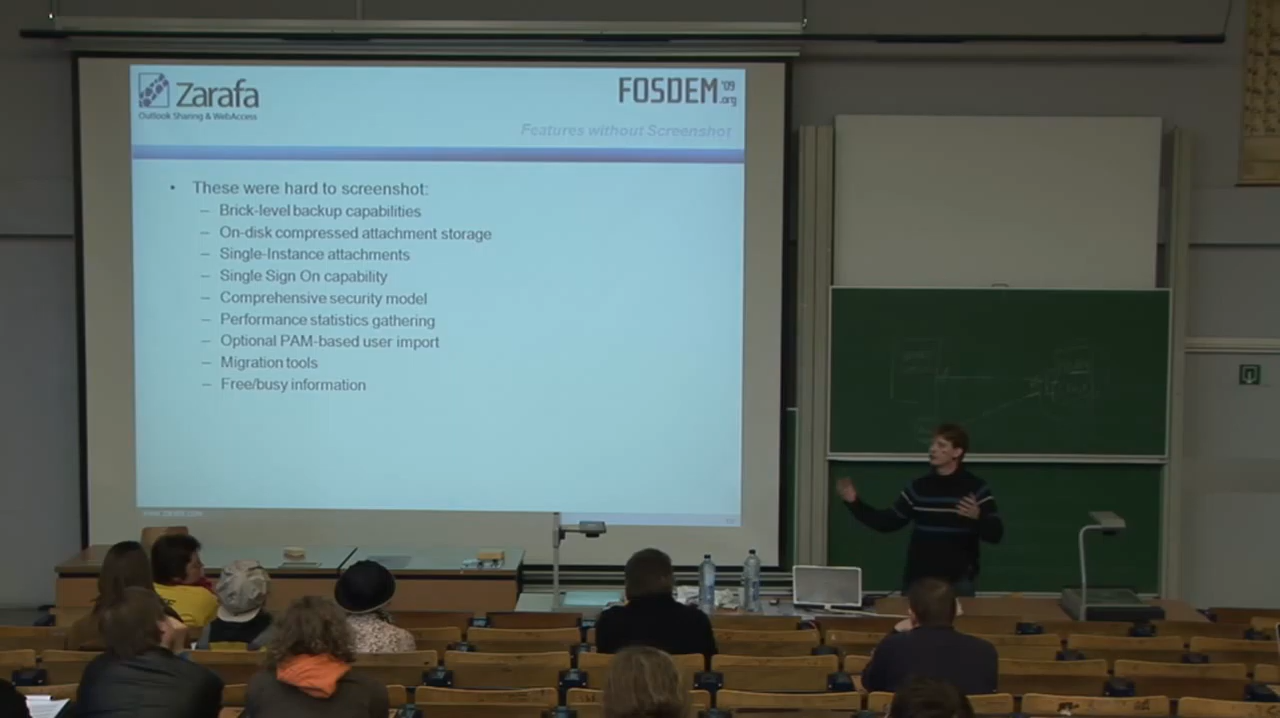 Zarafa
Outlook Sharing & WebAccess
FOSDEM '09 .org
Features without Screenshot
• These were hard to screenshot:
– Brick-level backup capabilities
– On-disk compressed attachment storage
– Single-Instance attachments
– Single Sign On capability
– Comprehensive security model
– Performance statistics gathering
– Optional PAM-based user import
– Migration tools
– Free/busy information